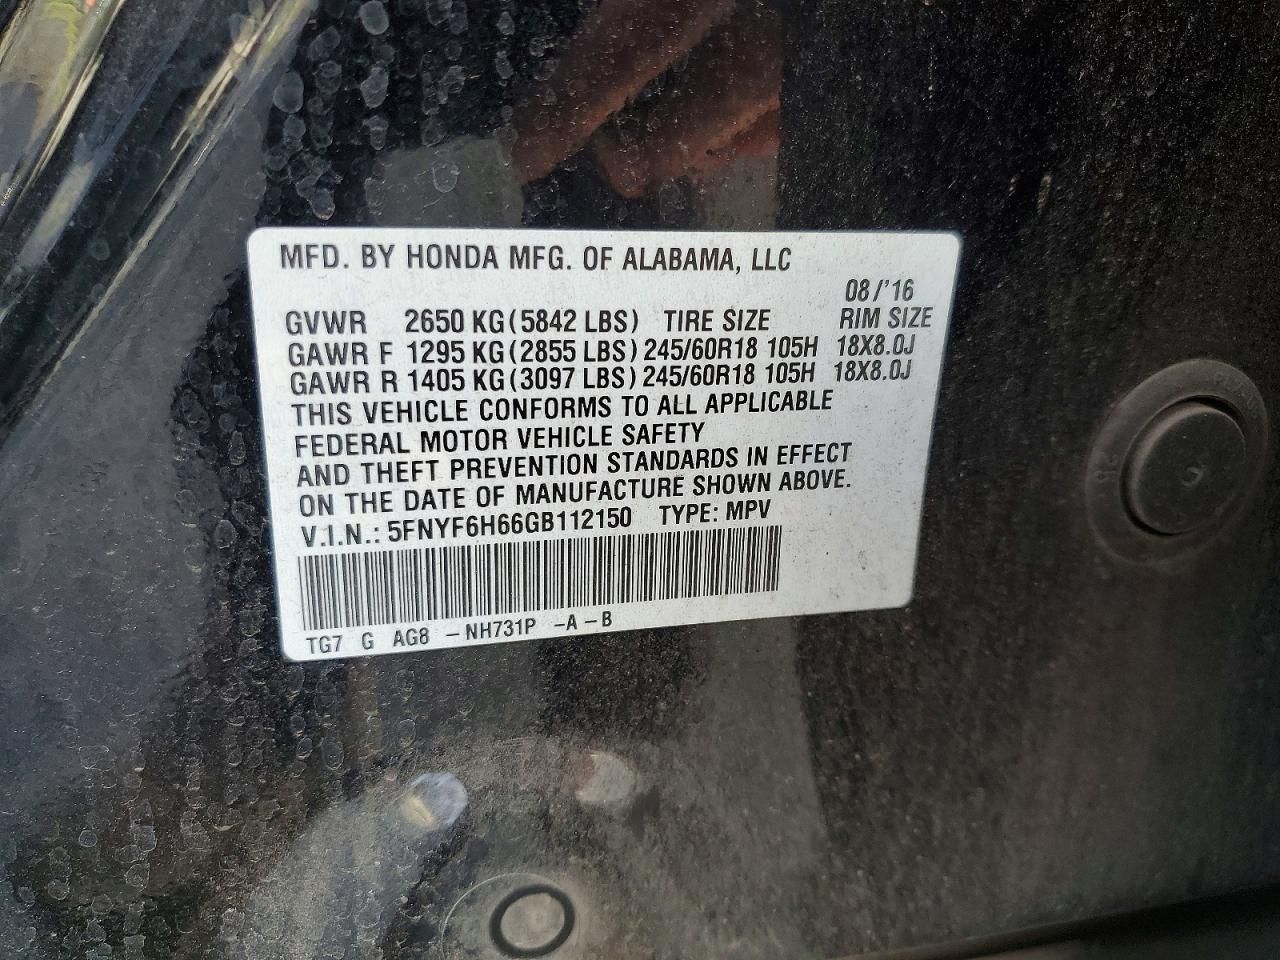 MFD. BY HONDA MFG. OF ALABAMA, LLC
08/'16
GVWR 2650 KG(5842 LBS) TIRE SIZE RIM SIZE
GAWR F 1295 KG(2855 LBS) 245/60R18 105H 18X8.0J
GAWR R 1405 KG(3097 LBS) 245/60R18 105H 18X8.0J
THIS VEHICLE CONFORMS TO ALL APPLICABLE
FEDERAL MOTOR VEHICLE SAFETY
AND THEFT PREVENTION STANDARDS IN EFFECT
ON THE DATE OF MANUFACTURE SHOWN ABOVE.
V.I.N.: 5FNYF6H66GB112150 TYPE: MPV
TG7 G AG8 -NH731P -A-B